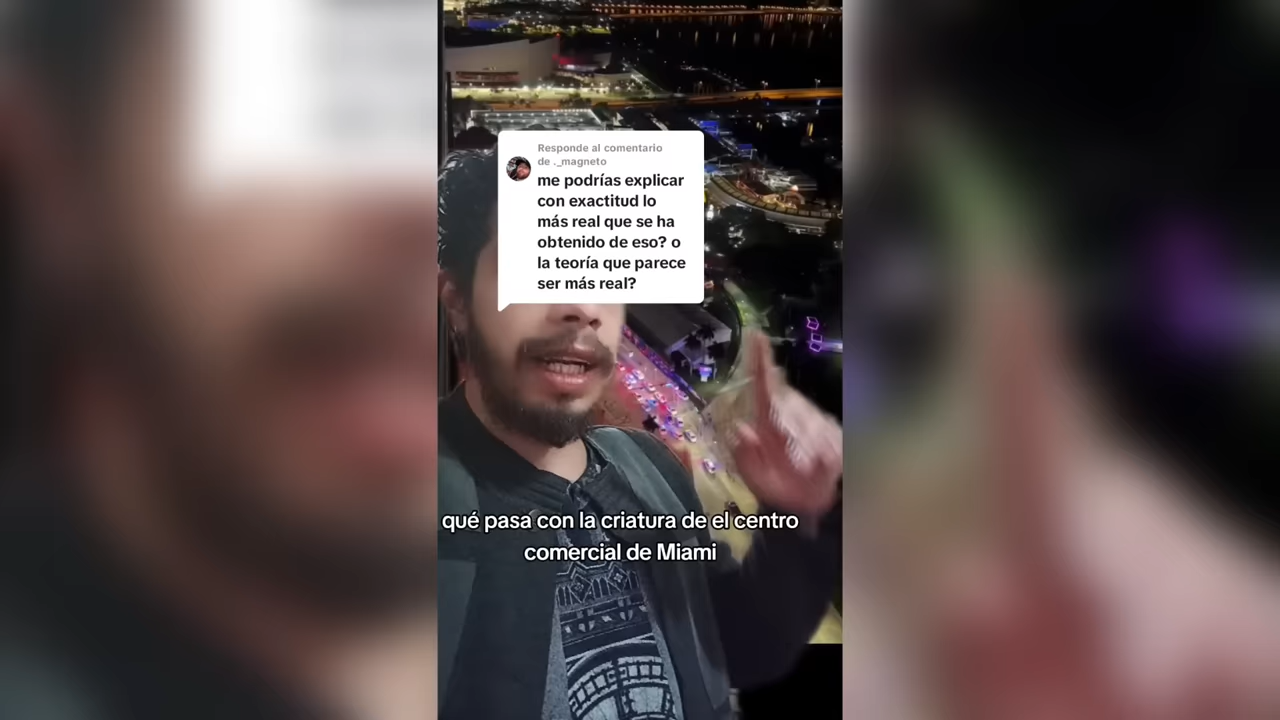 Responde al comentario
de ._magneto
me podrías explicar
con exactitud lo
más real que se ha
obtenido de eso? o
la teoría que parece
ser más real?
qué pasa con la criatura de el centro
comercial de Miami